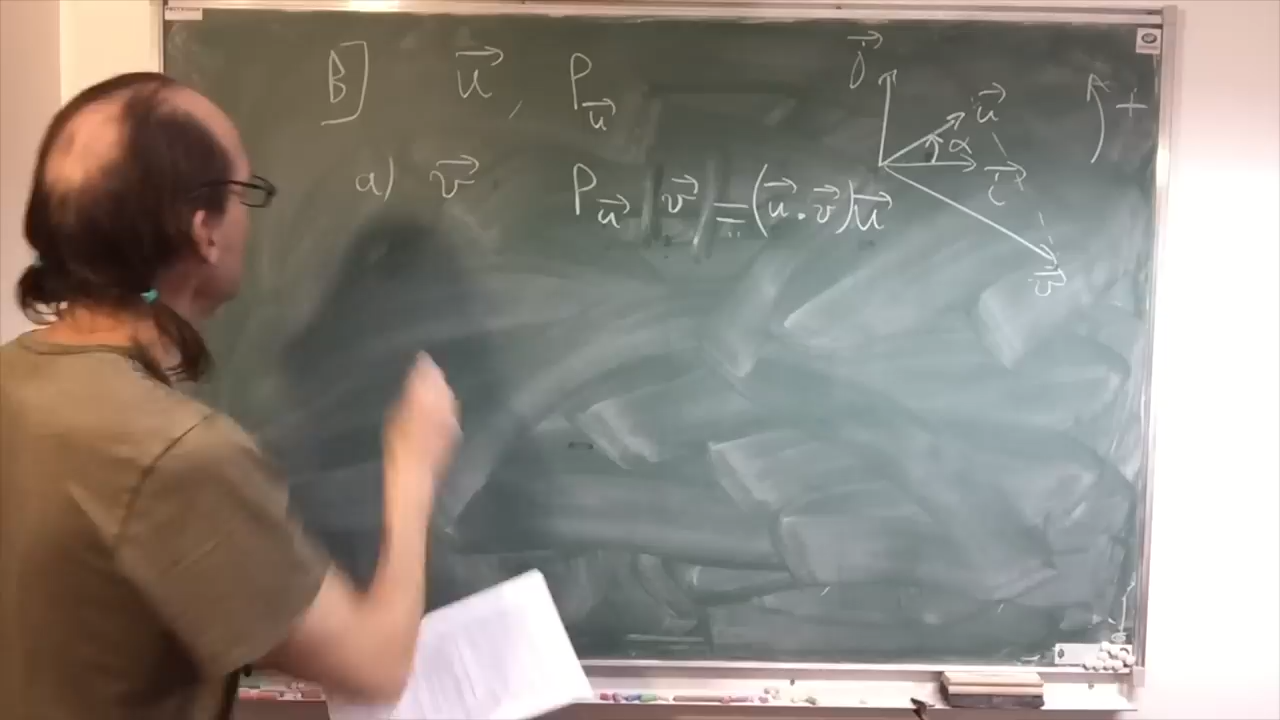 B] u⃗, P_u⃗
a) v⃗ P_u⃗(v⃗) = (u⃗ . v⃗)u⃗
j⃗
u⃗
α
i⃗
+
v⃗